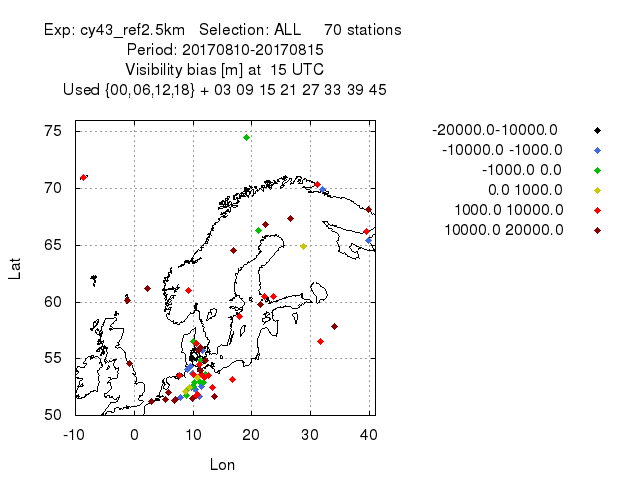 Exp: cy43_ref2.5km Selection: ALL 70 stations
Period: 20170810-20170815
Visibility bias [m] at 15 UTC
Used {00,06,12,18} + 03 09 15 21 27 33 39 45
-20000.0-10000.0
-10000.0 -1000.0
-1000.0 0.0
0.0 1000.0
1000.0 10000.0
10000.0 20000.0
75
70
65
60
55
50
Lat
-10 0 10 20 30 40
Lon